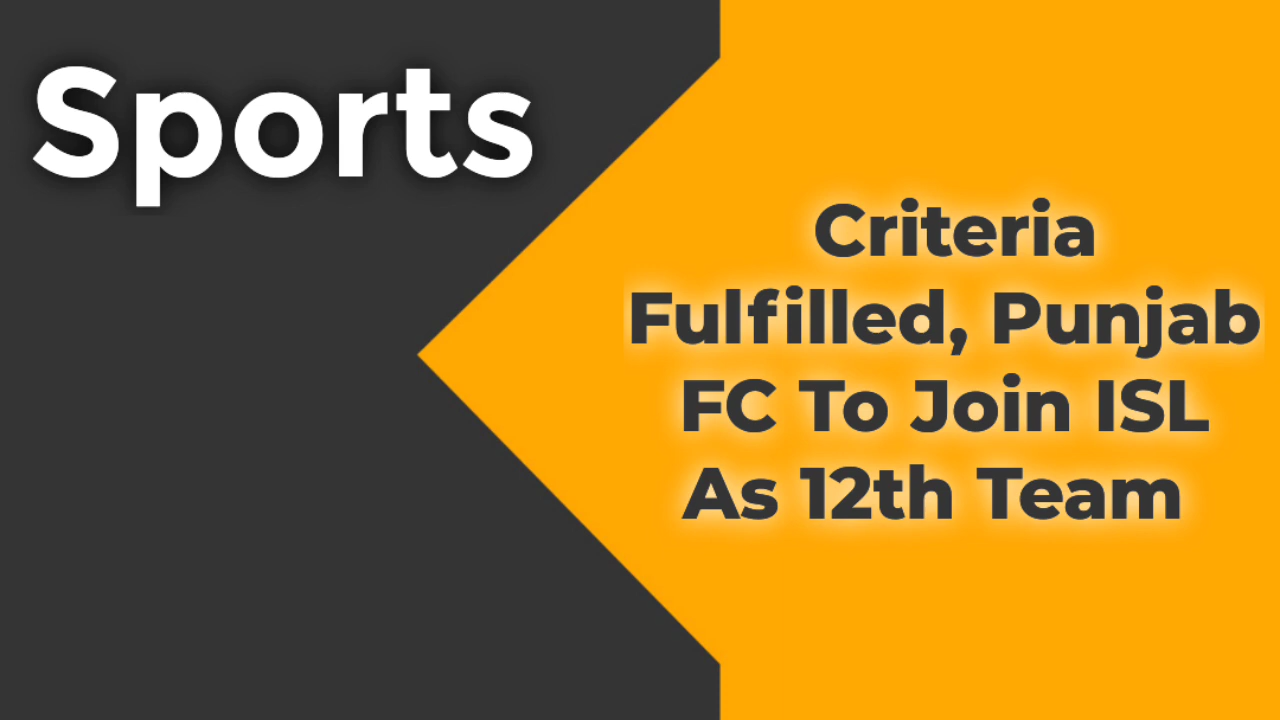 Sports
Criteria
Fulfilled, Punjab
FC To Join ISL
As 12th Team